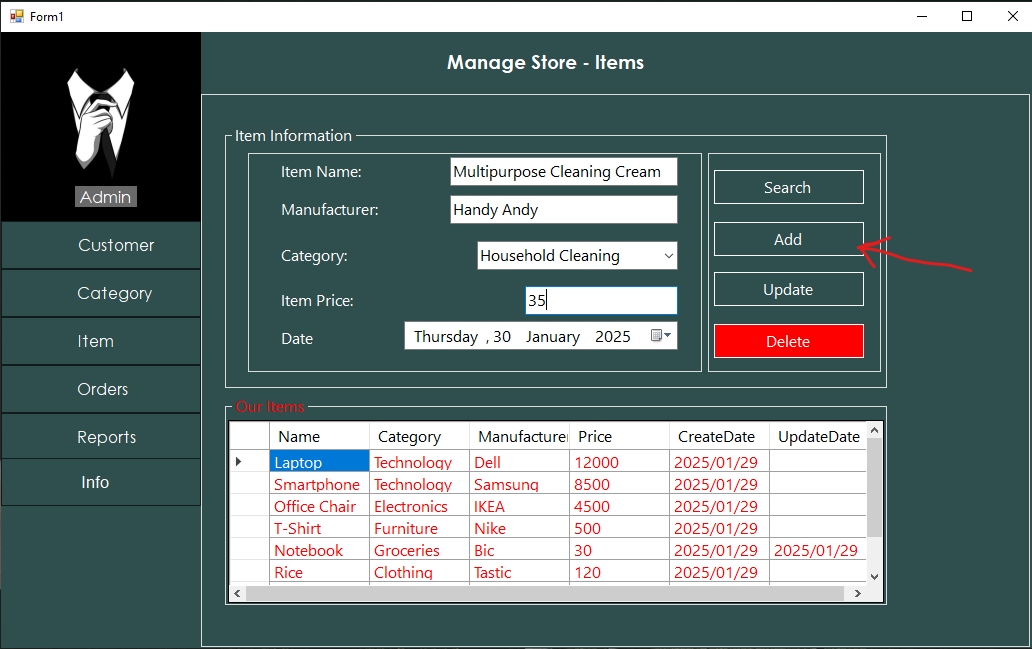 Form1
Manage Store - Items
Admin
Customer
Category
Item
Orders
Reports
Info
Item Information
Item Name: Multipurpose Cleaning Cream
Manufacturer: Handy Andy
Category: Household Cleaning
Item Price: 35
Date Thursday , 30 January 2025
Search
Add
Update
Delete
Our Items
Name Category Manufacturer Price CreateDate UpdateDate
Laptop Technology Dell 12000 2025/01/29
Smartphone Technology Samsung 8500 2025/01/29
Office Chair Electronics IKEA 4500 2025/01/29
T-Shirt Furniture Nike 500 2025/01/29
Notebook Groceries Bic 30 2025/01/29 2025/01/29
Rice Clothing Tastic 120 2025/01/29